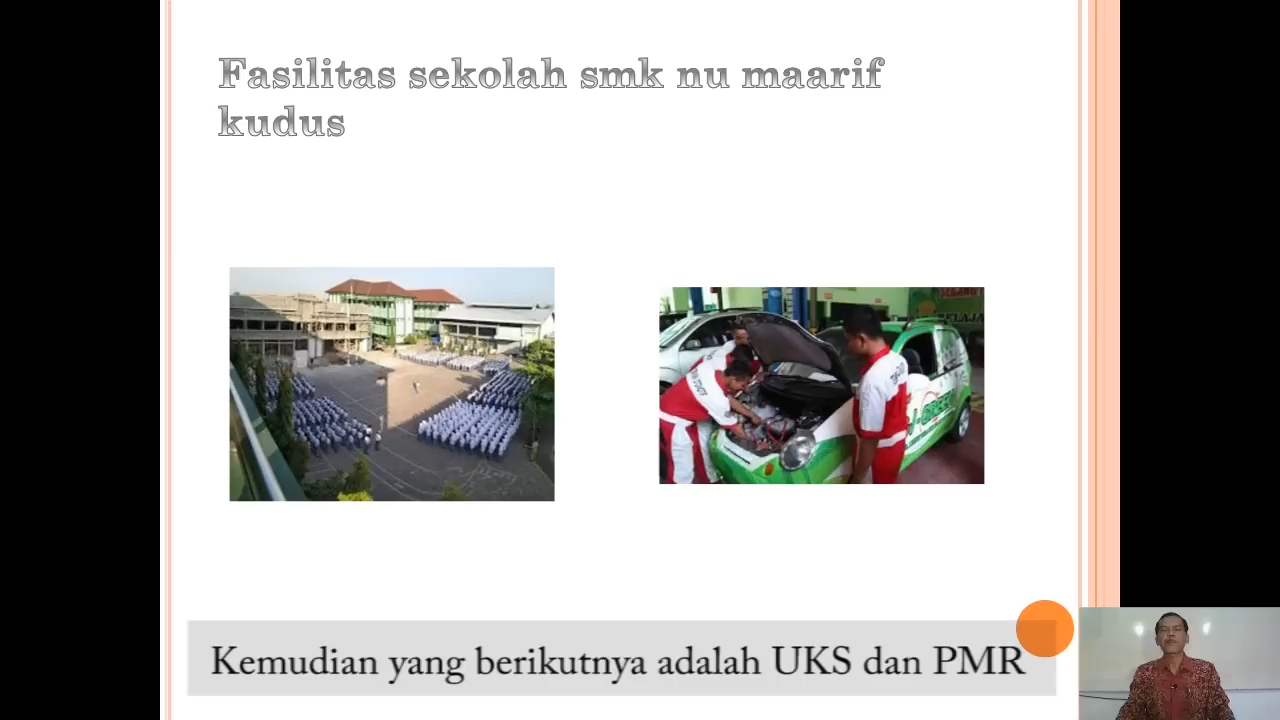 Fasilitas sekolah smk nu maarif
kudus
Kemudian yang berikutnya adalah UKS dan PMR